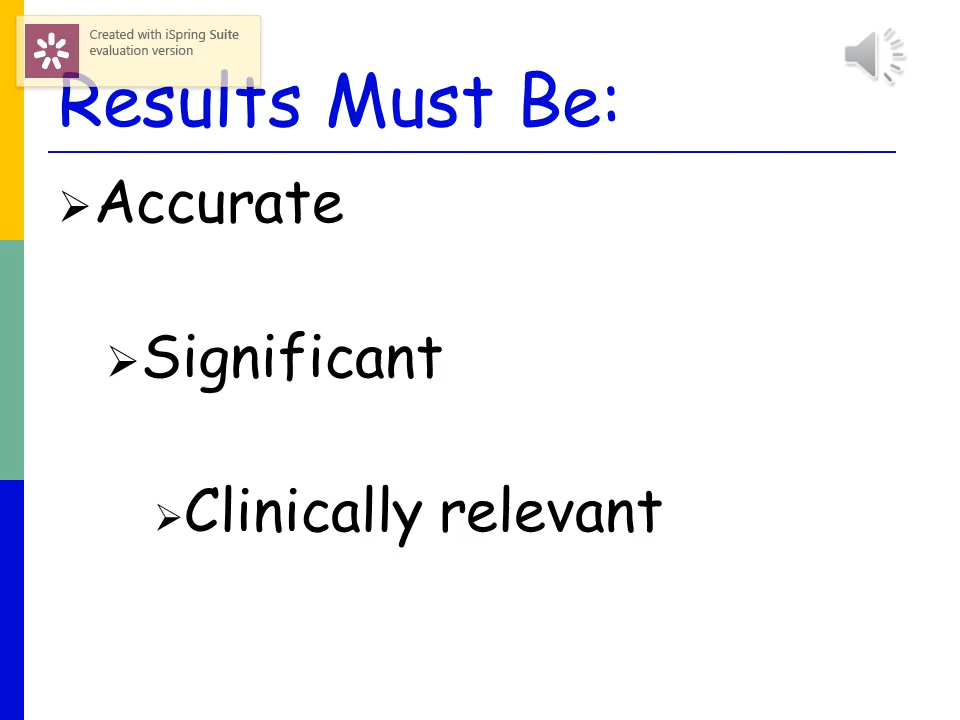 Created with iSpring Suite
evaluation version
Results Must Be:
Accurate
Significant
Clinically relevant